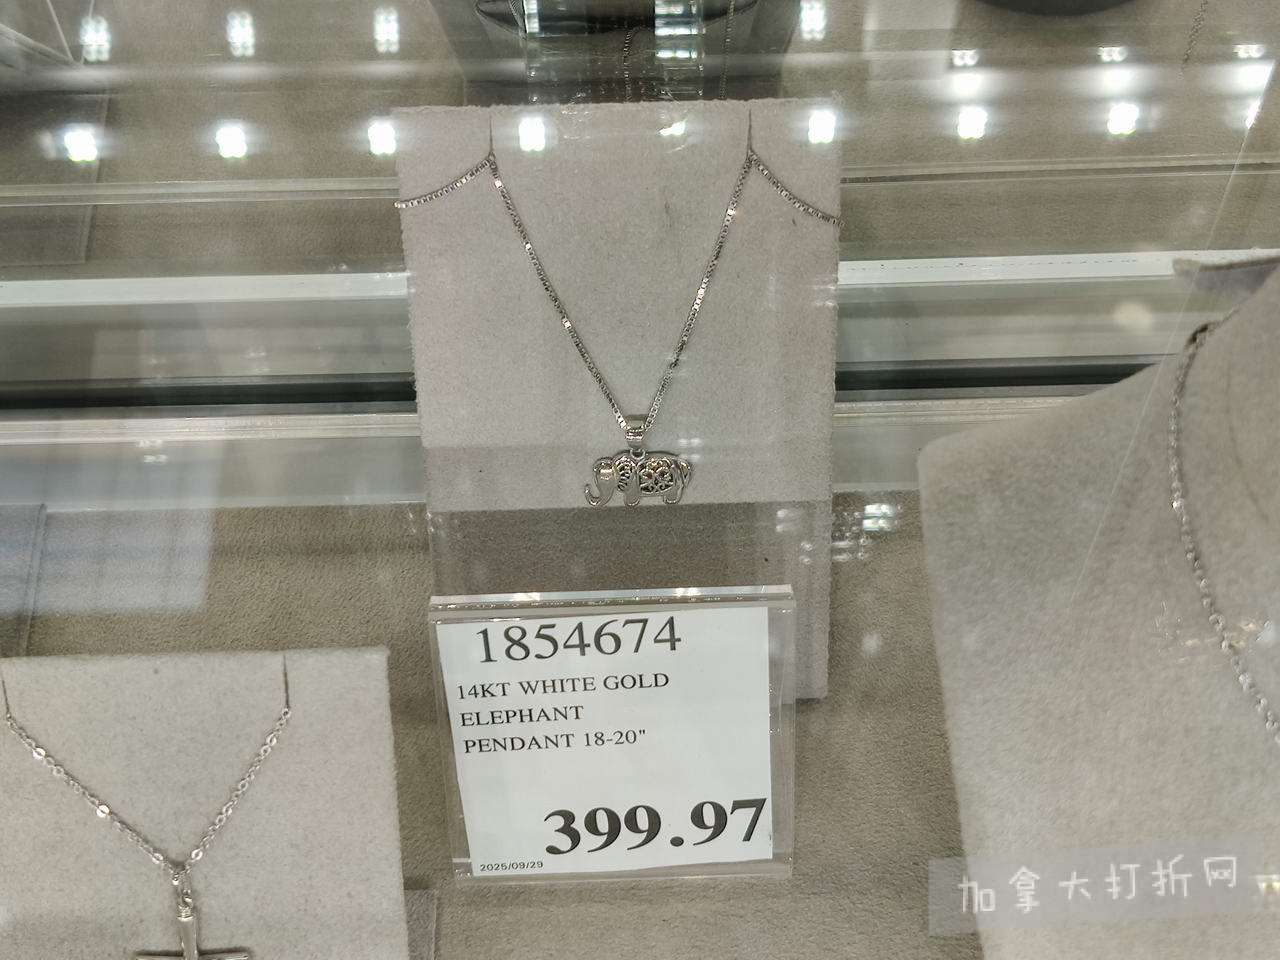 1854674
14KT WHITE GOLD
ELEPHANT
PENDANT 18-20"
399.97
2025/09/29
加拿大打折网